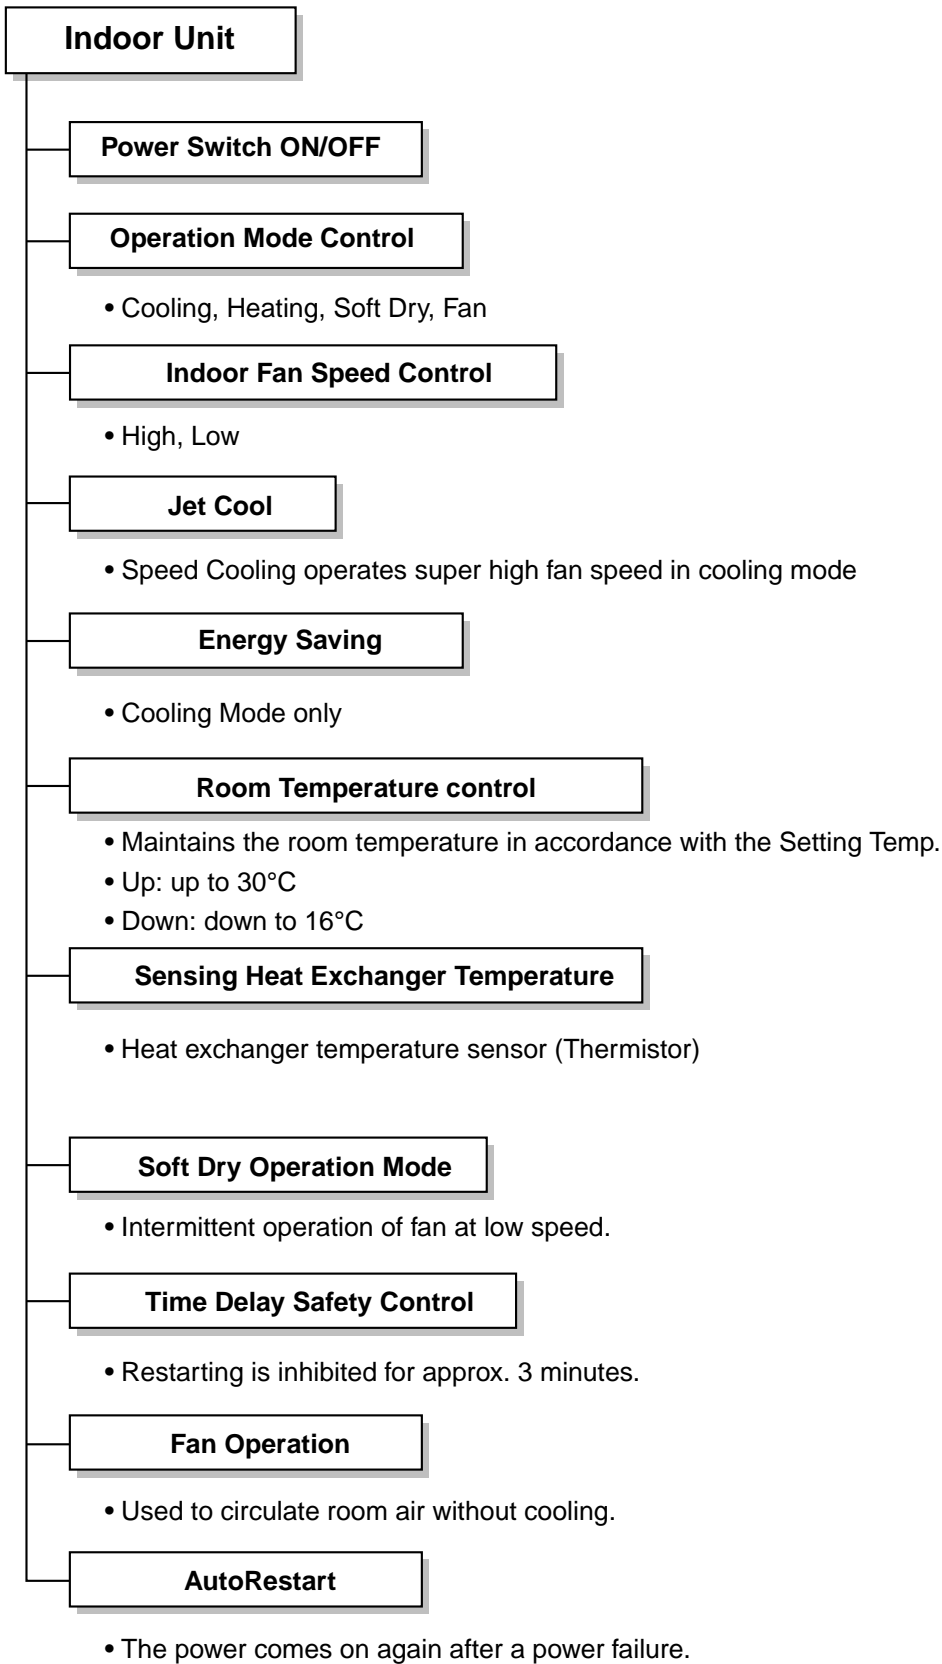 Indoor Unit
Power Switch ON/OFF
Operation Mode Control
• Cooling, Heating, Soft Dry, Fan
Indoor Fan Speed Control
• High, Low
Jet Cool
• Speed Cooling operates super high fan speed in cooling mode
Energy Saving
• Cooling Mode only
Room Temperature control
• Maintains the room temperature in accordance with the Setting Temp.
• Up: up to 30°C
• Down: down to 16°C
Sensing Heat Exchanger Temperature
• Heat exchanger temperature sensor (Thermistor)
Soft Dry Operation Mode
• Intermittent operation of fan at low speed.
Time Delay Safety Control
• Restarting is inhibited for approx. 3 minutes.
Fan Operation
• Used to circulate room air without cooling.
AutoRestart
• The power comes on again after a power failure.